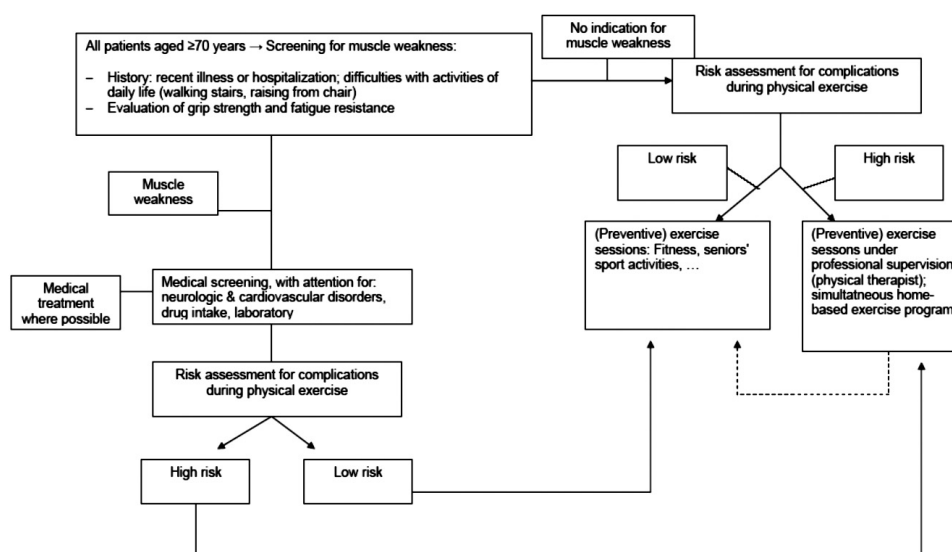 No indication for
muscle weakness
All patients aged ≥70 years → Screening for muscle weakness:
– History: recent illness or hospitalization; difficulties with activities of
daily life (walking stairs, raising from chair)
– Evaluation of grip strength and fatigue resistance
Risk assessment for complications
during physical exercise
Low risk
High risk
Muscle
weakness
(Preventive) exercise
sessions: Fitness, seniors'
sport activities, …
(Preventive) exercise
sessons under
professional supervision
(physical therapist);
simultatneous home-
based exercise program
Medical
treatment
where possible
Medical screening, with attention for:
neurologic & cardiovascular disorders,
drug intake, laboratory
Risk assessment for complications
during physical exercise
High risk
Low risk